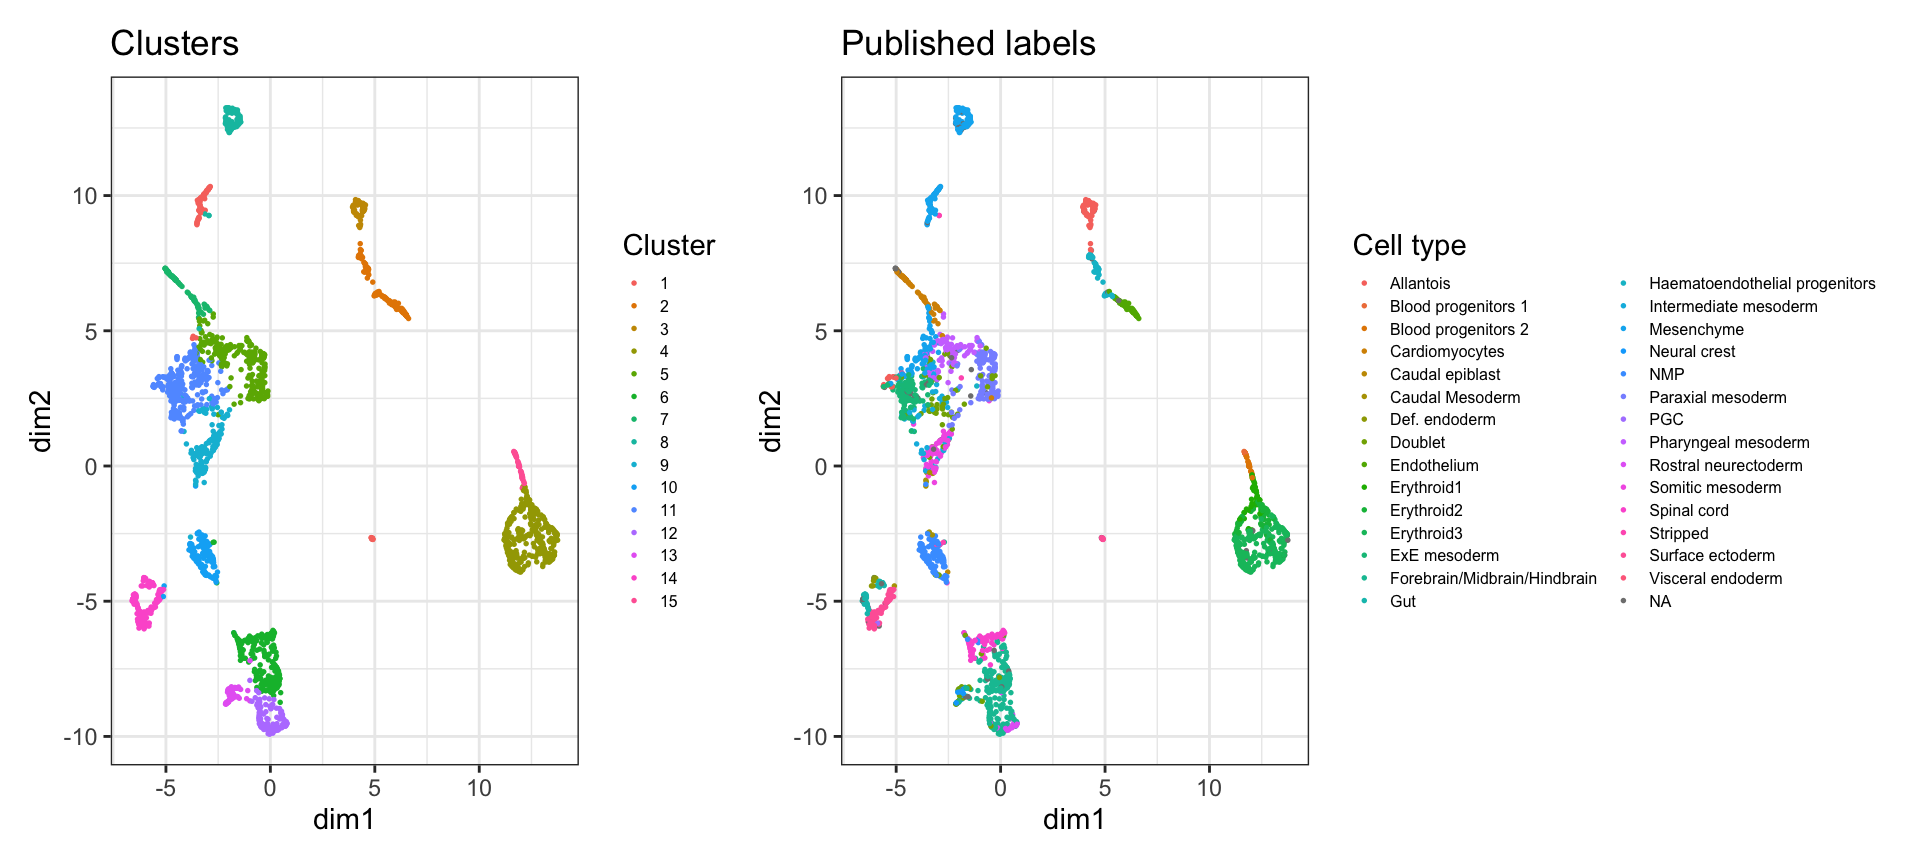 Clusters
10
5
0
-5
-10
dim2
-5
0
5
10
dim1
Cluster
1
2
3
4
5
6
7
8
9
10
11
12
13
14
15
Published labels
10
5
0
-5
-10
dim2
-5
0
5
10
dim1
Cell type
Allantois
Blood progenitors 1
Blood progenitors 2
Cardiomyocytes
Caudal epiblast
Caudal Mesoderm
Def. endoderm
Doublet
Endothelium
Erythroid1
Erythroid2
Erythroid3
ExE mesoderm
Forebrain/Midbrain/Hindbrain
Gut
Haematoendothelial progenitors
Intermediate mesoderm
Mesenchyme
Neural crest
NMP
Paraxial mesoderm
PGC
Pharyngeal mesoderm
Rostral neurectoderm
Somitic mesoderm
Spinal cord
Stripped
Surface ectoderm
Visceral endoderm
NA